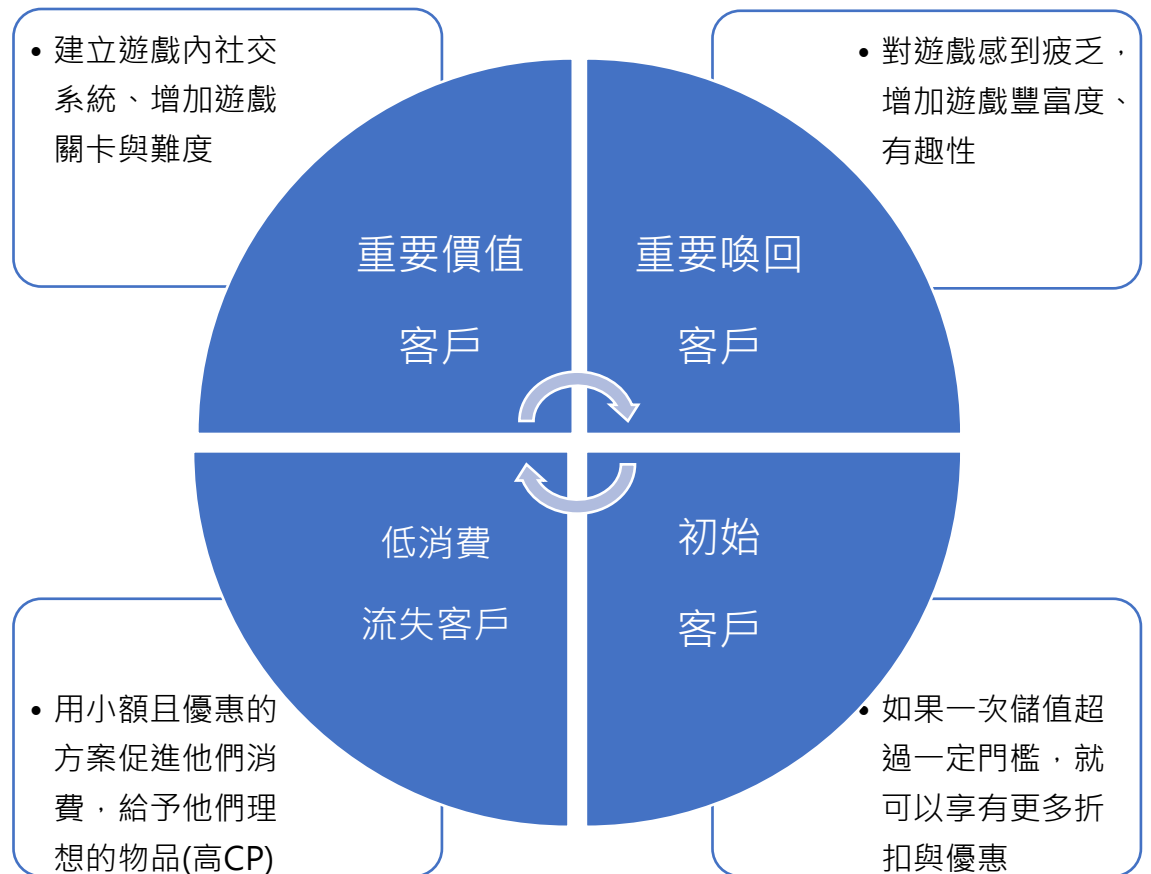 • 建立遊戲內社交
系統、增加遊戲
關卡與難度
• 對遊戲感到疲乏，
增加遊戲豐富度、
有趣性
重要價值
客戶
重要喚回
客戶
低消費
流失客戶
初始
客戶
• 用小額且優惠的
方案促進他們消
費，給予他們理
想的物品(高CP)
• 如果一次儲值超
過一定門檻，就
可以享有更多折
扣與優惠